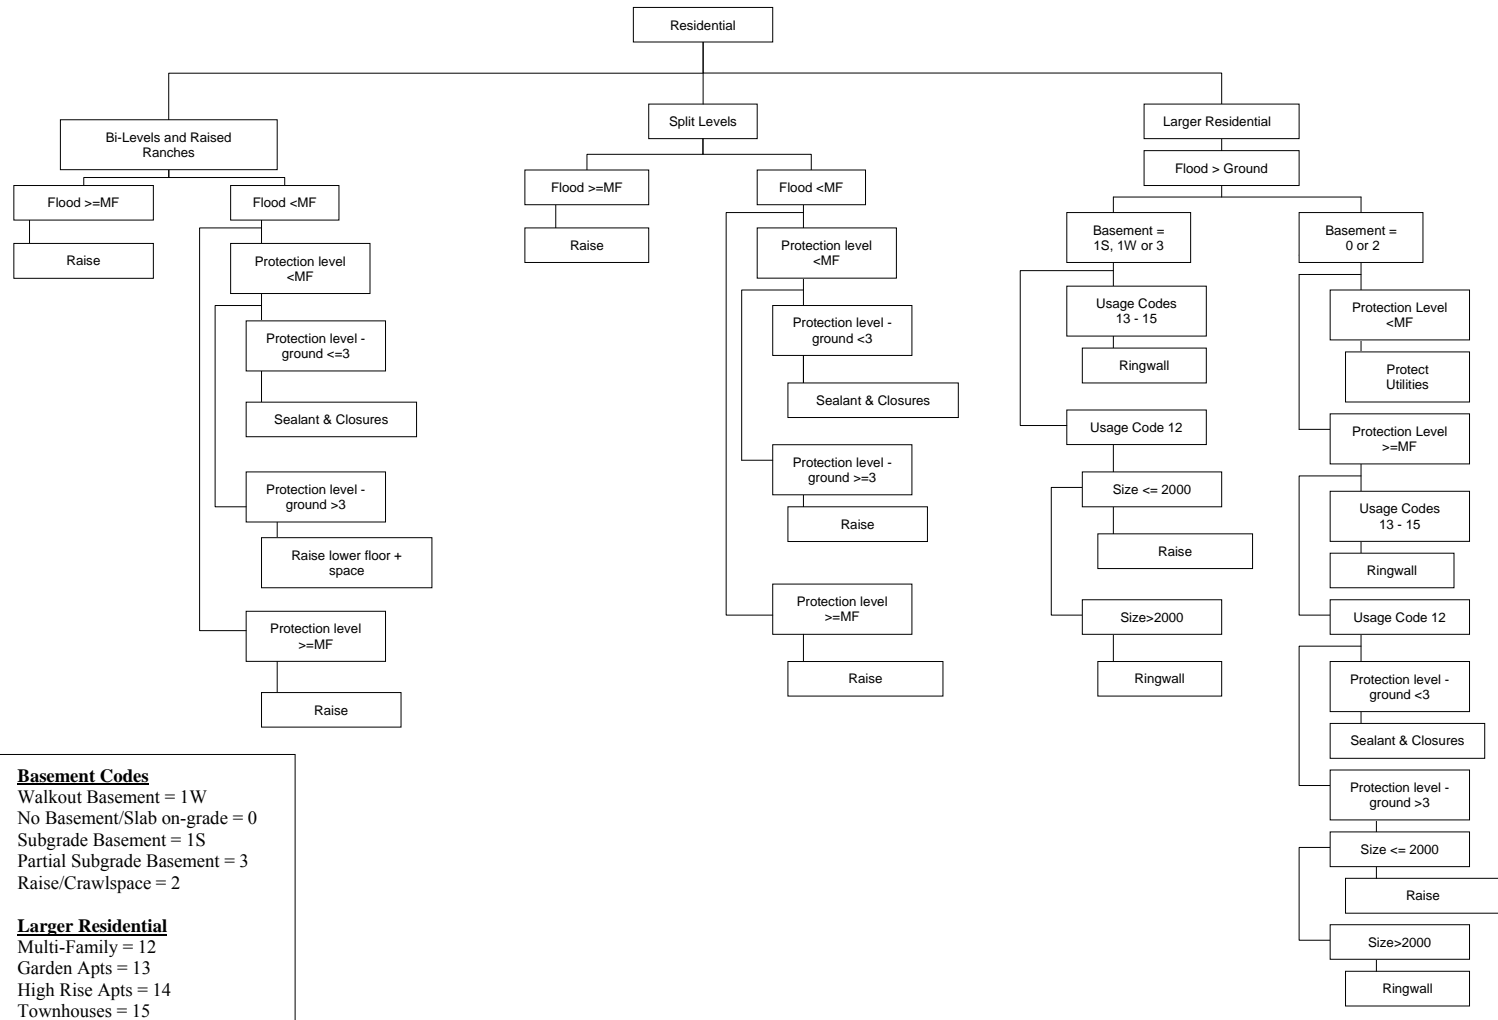 Residential
Bi-Levels and Raised
Ranches
Flood >=MF
Raise
Flood <MF
Protection level
<MF
Protection level -
ground <=3
Sealant & Closures
Protection level -
ground >3
Raise lower floor +
space
Protection level
>=MF
Raise
Split Levels
Flood >=MF
Raise
Flood <MF
Protection level
<MF
Protection level -
ground <3
Sealant & Closures
Protection level -
ground >=3
Raise
Protection level
>=MF
Raise
Larger Residential
Flood > Ground
Basement =
1S, 1W or 3
Usage Codes
13 - 15
Ringwall
Usage Code 12
Size <= 2000
Raise
Size>2000
Ringwall
Basement =
0 or 2
Protection Level
<MF
Protect
Utilities
Protection Level
>=MF
Usage Codes
13 - 15
Ringwall
Usage Code 12
Protection level -
ground <3
Sealant & Closures
Protection level -
ground >3
Size <= 2000
Raise
Size>2000
Ringwall
Basement Codes
Walkout Basement = 1W
No Basement/Slab on-grade = 0
Subgrade Basement = 1S
Partial Subgrade Basement = 3
Raise/Crawlspace = 2
Larger Residential
Multi-Family = 12
Garden Apts = 13
High Rise Apts = 14
Townhouses = 15